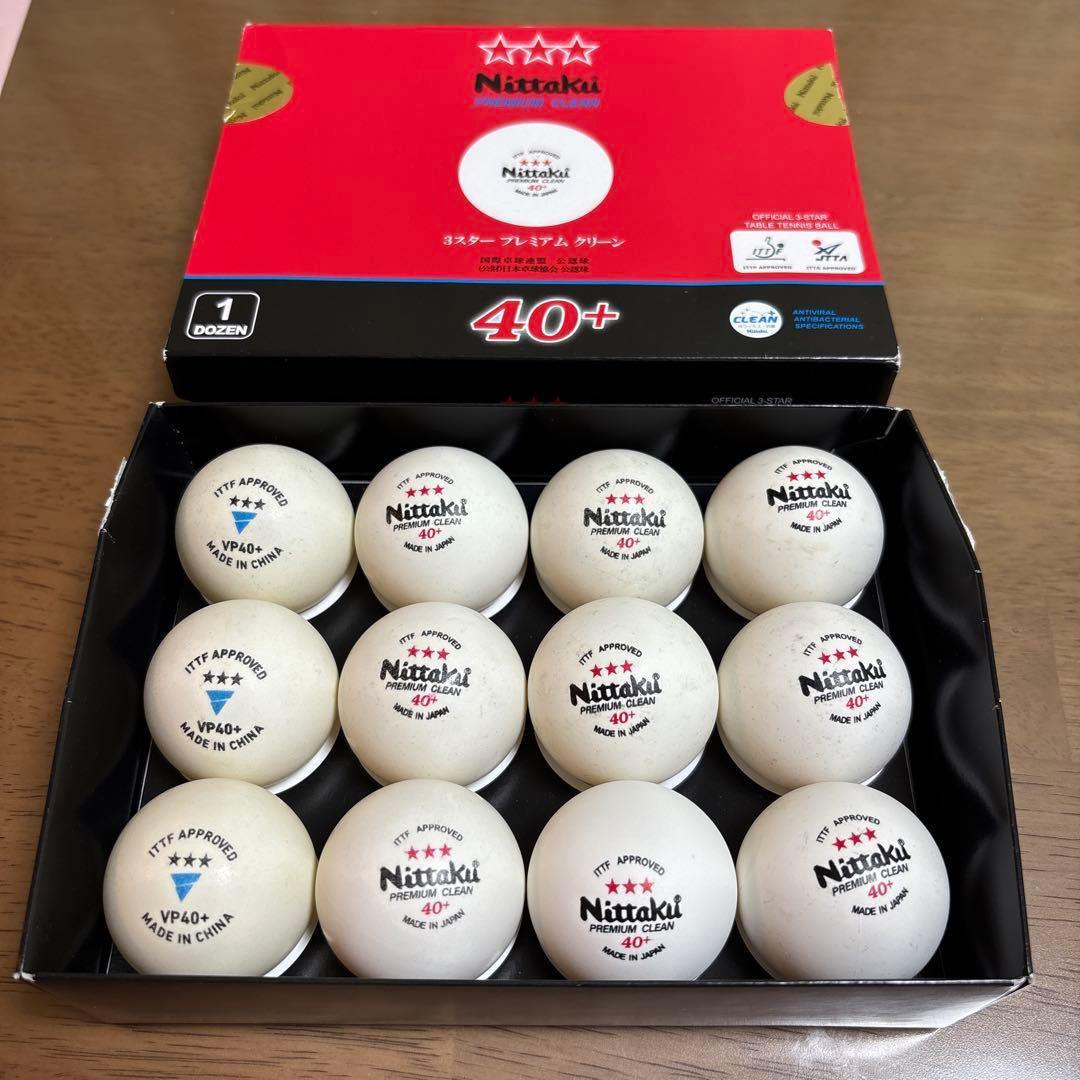 Nittaku
PREMIUM CLEAN
ITTF APPROVED
Nittaku
PREMIUM CLEAN
40+
MADE IN JAPAN
3スター プレミアム クリーン
国際卓球連盟 公認球
(公財)日本卓球協会 公認球
OFFICIAL 3-STAR
TABLE TENNIS BALL
ITTF
ITTF APPROVED
JTTA
JTTA APPROVED
1
DOZEN
40+
CLEAN
Nittaku
ANTIVIRAL
ANTIBACTERIAL
SPECIFICATIONS
OFFICIAL 3-STAR
ITTF APPROVED
VP40+
MADE IN CHINA
ITTF APPROVED
Nittaku
PREMIUM CLEAN
40+
MADE IN JAPAN
ITTF APPROVED
Nittaku
PREMIUM CLEAN
40+
MADE IN JAPAN
ITTF APPROVED
Nittaku
PREMIUM CLEAN
40+
MADE IN JAPAN
ITTF APPROVED
VP40+
MADE IN CHINA
ITTF APPROVED
Nittaku
PREMIUM CLEAN
40+
MADE IN JAPAN
ITTF APPROVED
Nittaku
PREMIUM CLEAN
40+
MADE IN JAPAN
ITTF APPROVED
Nittaku
PREMIUM CLEAN
40+
MADE IN JAPAN
ITTF APPROVED
VP40+
MADE IN CHINA
ITTF APPROVED
Nittaku
PREMIUM CLEAN
40+
MADE IN JAPAN
ITTF APPROVED
Nittaku
PREMIUM CLEAN
40+
MADE IN JAPAN
ITTF APPROVED
Nittaku
PREMIUM CLEAN
40+
MADE IN JAPAN